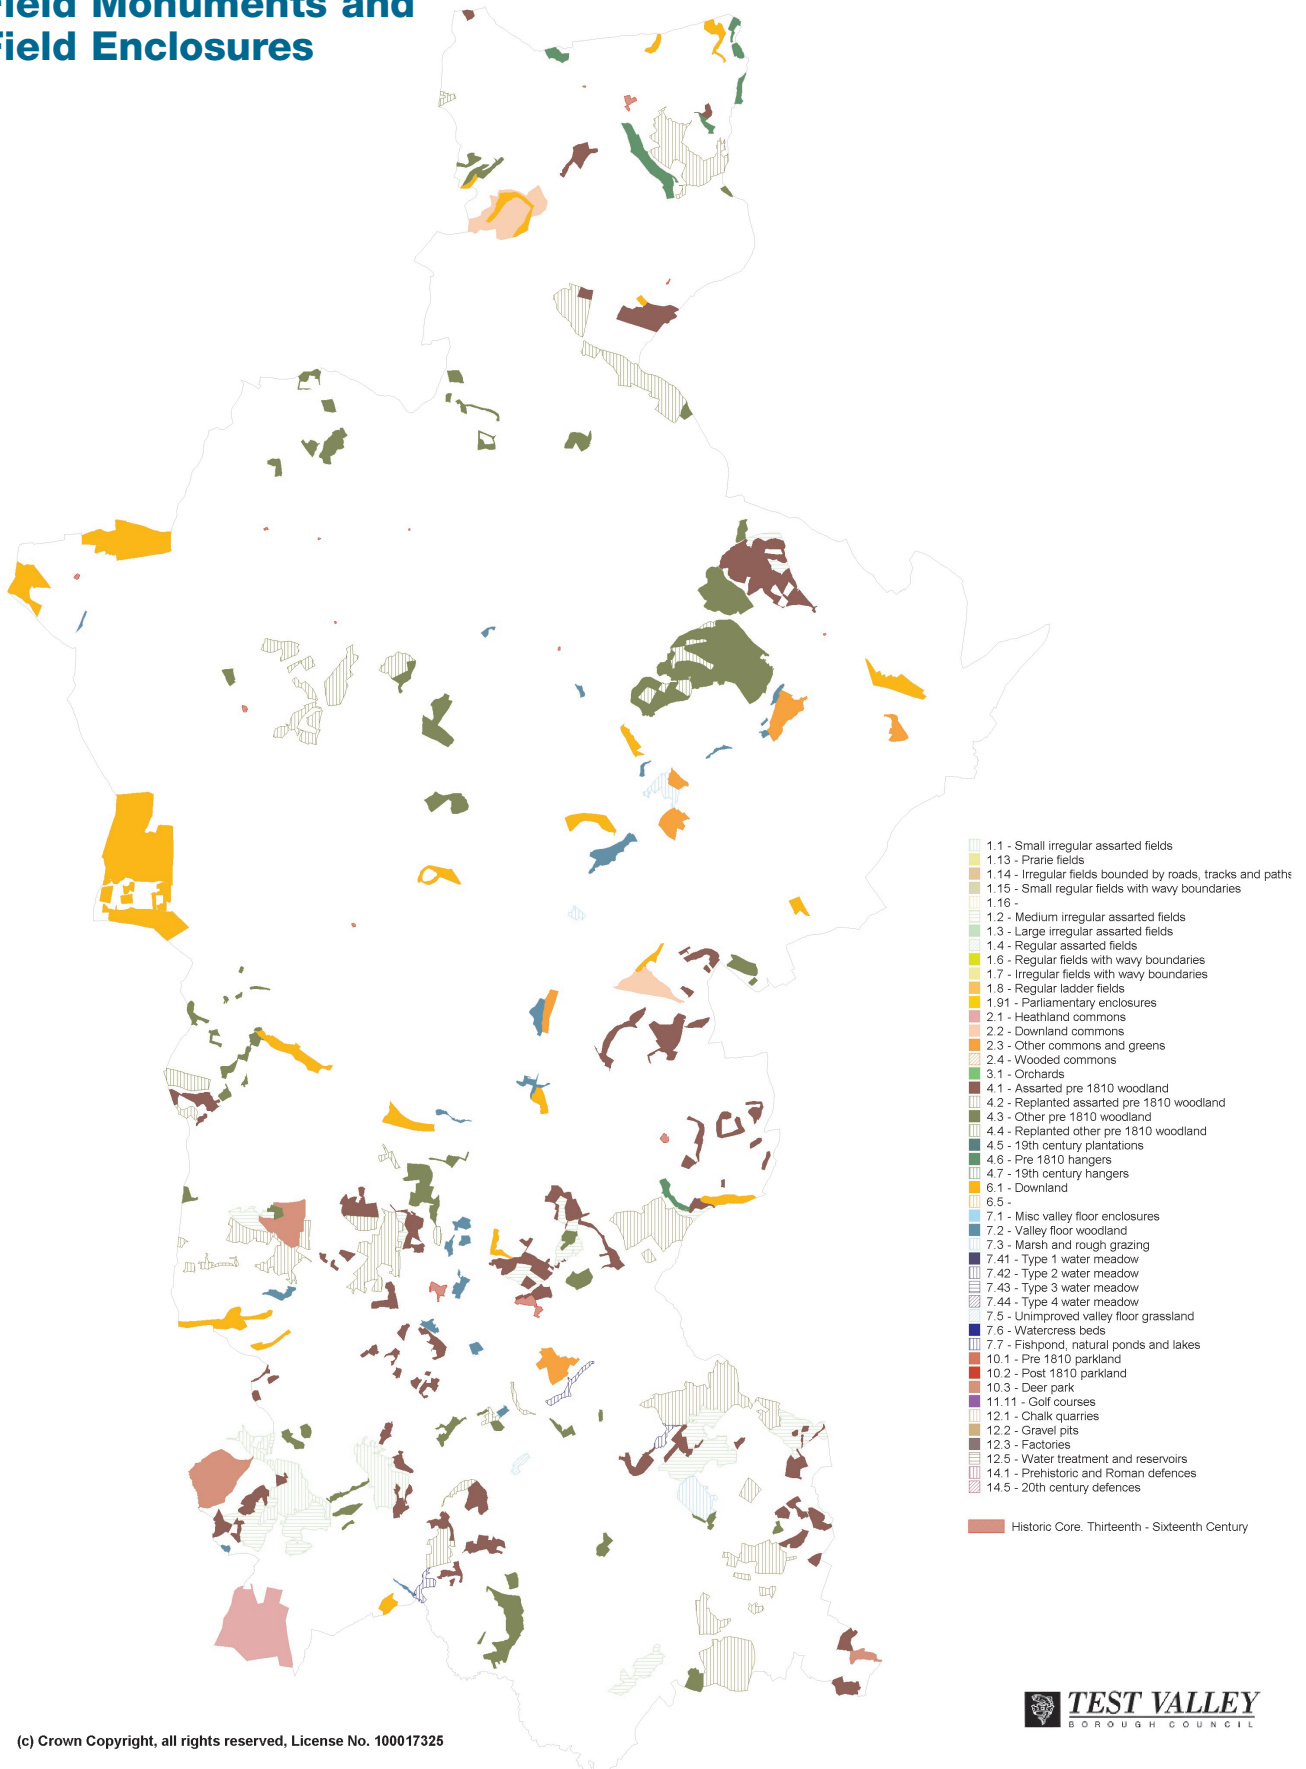 Field Monuments and
Field Enclosures
1.1 - Small irregular assarted fields
1.13 - Prarie fields
1.14 - Irregular fields bounded by roads, tracks and paths
1.15 - Small regular fields with wavy boundaries
1.16 -
1.2 - Medium irregular assarted fields
1.3 - Large irregular assarted fields
1.4 - Regular assarted fields
1.6 - Regular fields with wavy boundaries
1.7 - Irregular fields with wavy boundaries
1.8 - Regular ladder fields
1.91 - Parliamentary enclosures
2.1 - Heathland commons
2.2 - Downland commons
2.3 - Other commons and greens
2.4 - Wooded commons
3.1 - Orchards
4.1 - Assarted pre 1810 woodland
4.2 - Replanted assarted pre 1810 woodland
4.3 - Other pre 1810 woodland
4.4 - Replanted other pre 1810 woodland
4.5 - 19th century plantations
4.6 - Pre 1810 hangers
4.7 - 19th century hangers
6.1 - Downland
6.5 -
7.1 - Misc valley floor enclosures
7.2 - Valley floor woodland
7.3 - Marsh and rough grazing
7.41 - Type 1 water meadow
7.42 - Type 2 water meadow
7.43 - Type 3 water meadow
7.44 - Type 4 water meadow
7.5 - Unimproved valley floor grassland
7.6 - Watercress beds
7.7 - Fishpond, natural ponds and lakes
10.1 - Pre 1810 parkland
10.2 - Post 1810 parkland
10.3 - Deer park
11.11 - Golf courses
12.1 - Chalk quarries
12.2 - Gravel pits
12.3 - Factories
12.5 - Water treatment and reservoirs
14.1 - Prehistoric and Roman defences
14.5 - 20th century defences
Historic Core. Thirteenth - Sixteenth Century
TEST VALLEY
BOROUGH COUNCIL
(c) Crown Copyright, all rights reserved, License No. 100017325